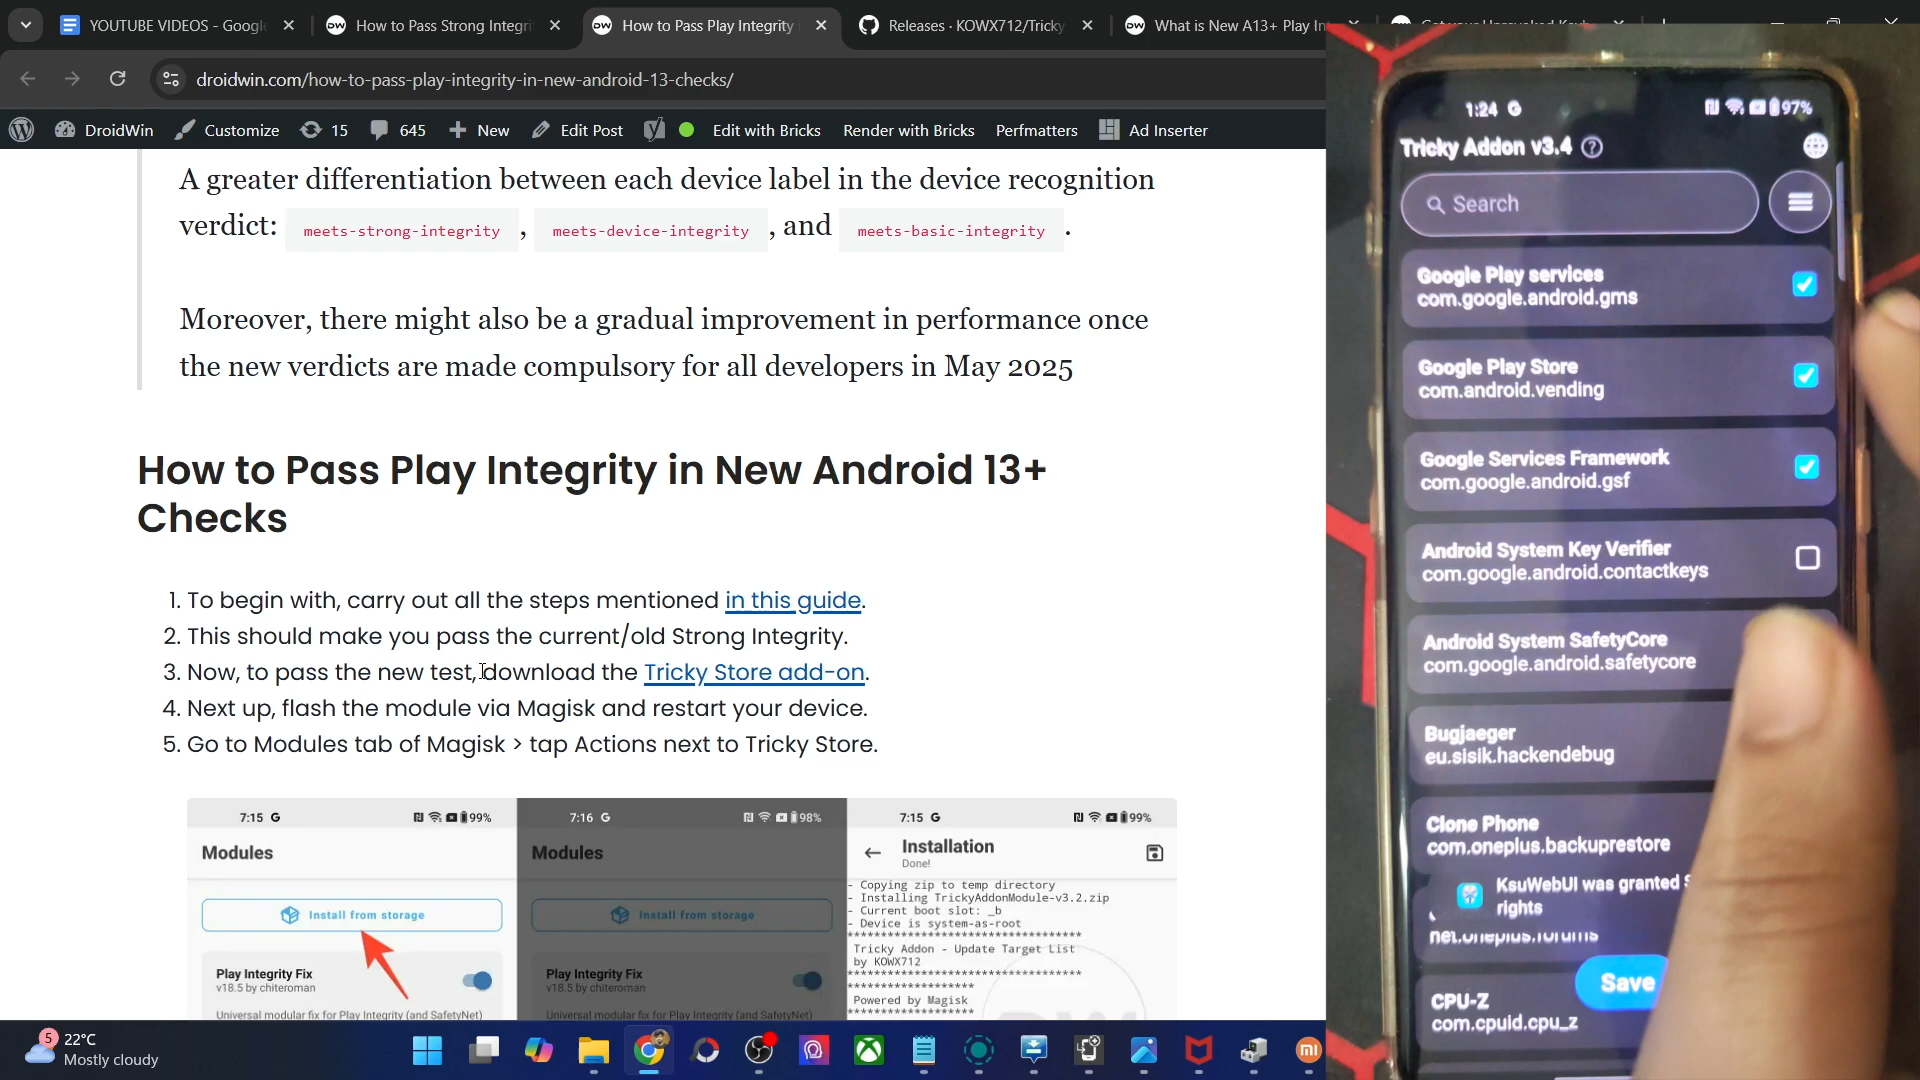 YOUTUBE VIDEOS - Google
How to Pass Strong Integri
How to Pass Play Integrity
Releases · KOWX712/Tricky
What is New A13+ Play In
droidwin.com/how-to-pass-play-integrity-in-new-android-13-checks/
DroidWin
Customize
15
645
New
Edit Post
Edit with Bricks
Render with Bricks
Perfmatters
Ad Inserter
A greater differentiation between each device label in the device recognition
verdict: meets-strong-integrity , meets-device-integrity , and meets-basic-integrity .
Moreover, there might also be a gradual improvement in performance once
the new verdicts are made compulsory for all developers in May 2025
How to Pass Play Integrity in New Android 13+
Checks
1. To begin with, carry out all the steps mentioned in this guide.
2. This should make you pass the current/old Strong Integrity.
3. Now, to pass the new test, download the Tricky Store add-on.
4. Next up, flash the module via Magisk and restart your device.
5. Go to Modules tab of Magisk > tap Actions next to Tricky Store.
7:15 G
99%
Modules
Install from storage
Play Integrity Fix
v18.5 by chiteroman
Universal modular fix for Play Integrity (and SafetyNet)
7:16 G
98%
Modules
Install from storage
Play Integrity Fix
v18.5 by chiteroman
Universal modular fix for Play Integrity (and SafetyNet)
7:15 G
99%
Installation
Done!
- Copying zip to temp directory
- Installing TrickyAddonModule-v3.2.zip
- Current boot slot: _b
- Device is system-as-root
**********************************
Tricky Addon - Update Target List
by KOWX712
**********************************
*******************
Powered by Magisk
*******************
5
22°C
Mostly cloudy
mi
1:24 G
97%
Tricky Addon v3.4 ?
Search
Google Play services
com.google.android.gms
Google Play Store
com.android.vending
Google Services Framework
com.google.android.gsf
Android System Key Verifier
com.google.android.contactkeys
Android System SafetyCore
com.google.android.safetycore
Bugjaeger
eu.sisik.hackendebug
Clone Phone
com.oneplus.backuprestore
KsuWebUI was granted S
rights
net.oneplus.forums
Save
CPU-Z
com.cpuid.cpu_z